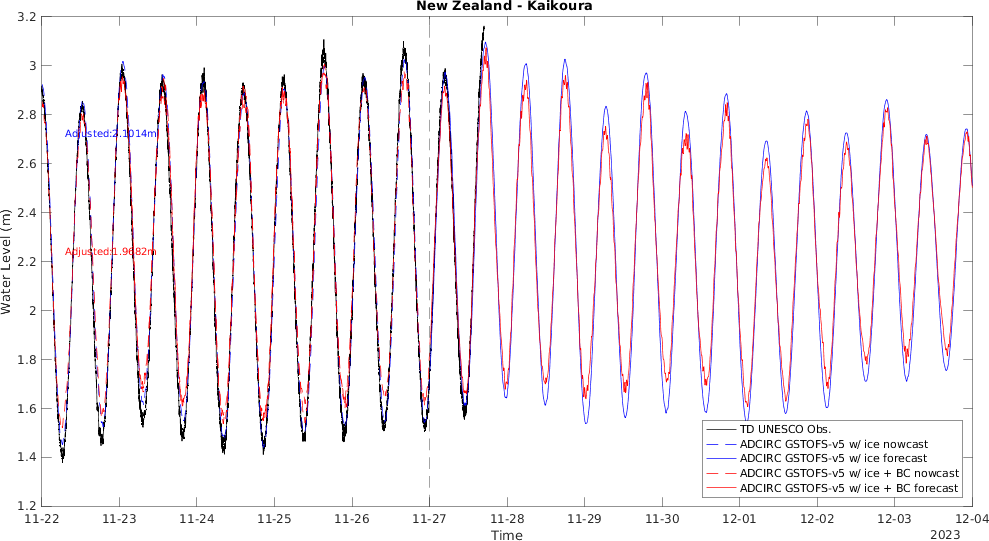 New Zealand - Kaikoura
3.2
3
2.8
2.6
2.4
2.2
2
1.8
1.6
1.4
1.2
Water Level (m)
Adjusted:2.1014m
Adjusted:1.9682m
TD UNESCO Obs.
ADCIRC GSTOFS-v5 w/ ice nowcast
ADCIRC GSTOFS-v5 w/ ice forecast
ADCIRC GSTOFS-v5 w/ ice + BC nowcast
ADCIRC GSTOFS-v5 w/ ice + BC forecast
11-22 11-23 11-24 11-25 11-26 11-27 11-28 11-29 11-30 12-01 12-02 12-03 12-04
Time
2023